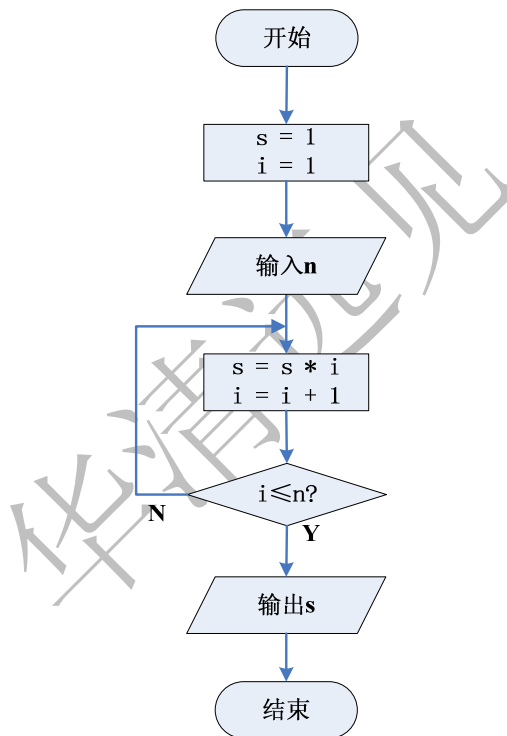 开始
s = 1
i = 1
输入n
s = s * i
i = i + 1
i≤n?
N
Y
输出s
结束
华清远见